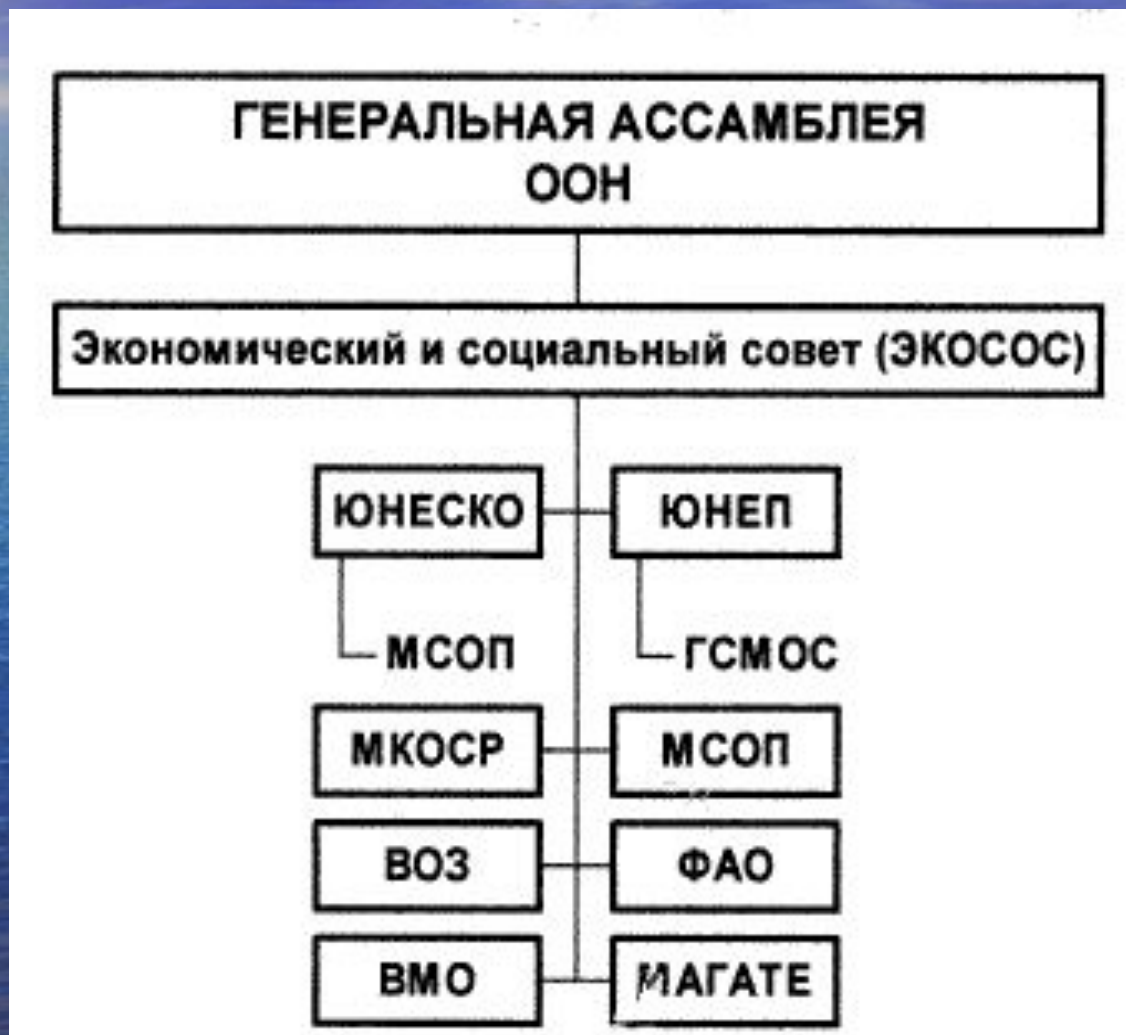 ГЕНЕРАЛЬНАЯ АССАМБЛЕЯ
ООН
Экономический и социальный совет (ЭКОСОС)
ЮНЕСКО ЮНЕП
МСОП ГСМОС
МКОСР МСОП
ВОЗ ФАО
ВМО МАГАТЕ